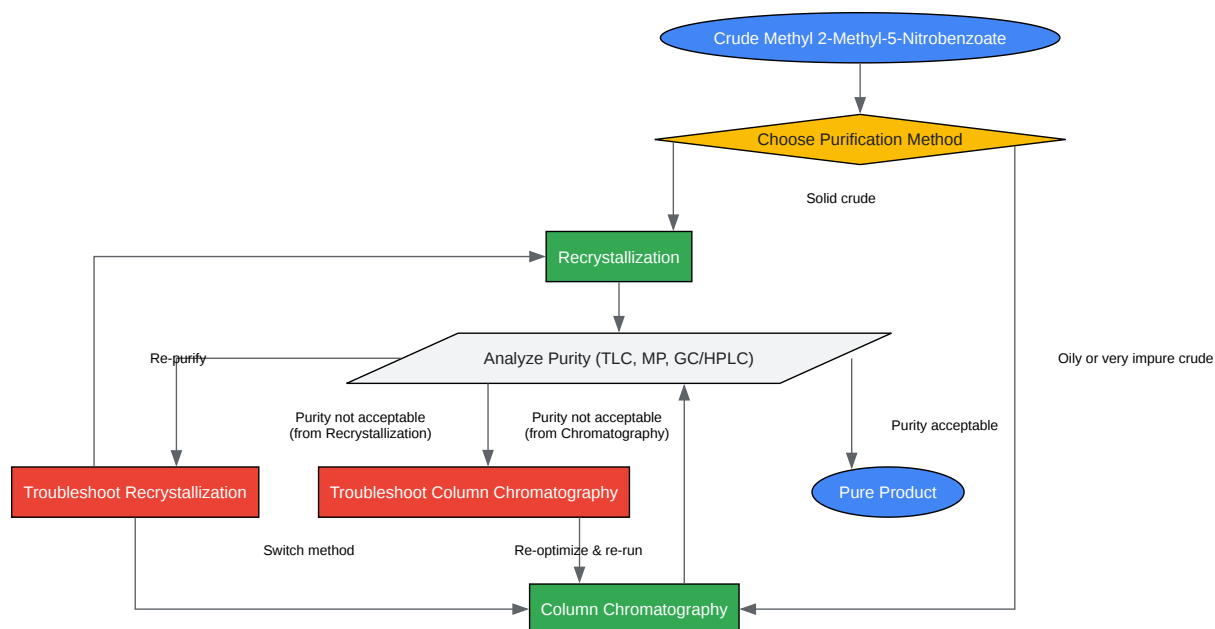 Crude Methyl 2-Methyl-5-Nitrobenzoate
Choose Purification Method
Solid crude
Recrystallization
Re-purify
Analyze Purity (TLC, MP, GC/HPLC)
Oily or very impure crude
Purity not acceptable
(from Recrystallization)
Purity not acceptable
(from Chromatography)
Purity acceptable
Troubleshoot Recrystallization
Troubleshoot Column Chromatography
Pure Product
Switch method
Re-optimize & re-run
Column Chromatography